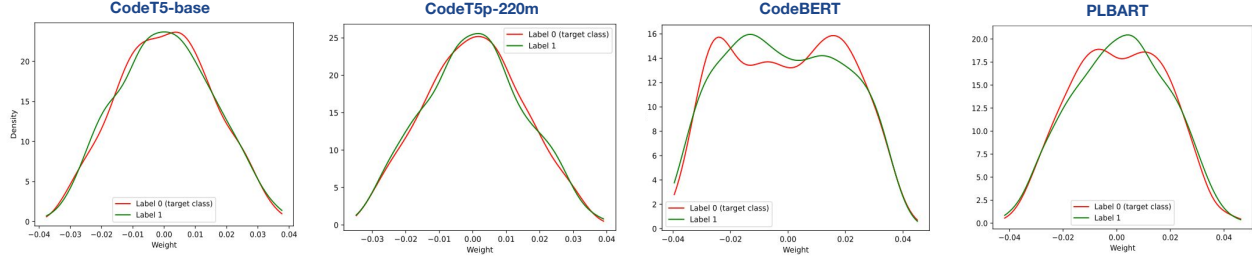 CodeT5-base
Density
20
15
10
5
0
−0.04 −0.03 −0.02 −0.01 0.00 0.01 0.02 0.03 0.04
Weight
Label 0 (target class)
Label 1
CodeT5p-220m
25
20
15
10
5
0
−0.03 −0.02 −0.01 0.00 0.01 0.02 0.03 0.04
Weight
Label 0 (target class)
Label 1
CodeBERT
16
14
12
10
8
6
4
2
0
−0.04 −0.02 0.00 0.02 0.04
Weight
Label 0 (target class)
Label 1
PLBART
20.0
17.5
15.0
12.5
10.0
7.5
5.0
2.5
0.0
−0.04 −0.02 0.00 0.02 0.04
Weight
Label 0 (target class)
Label 1